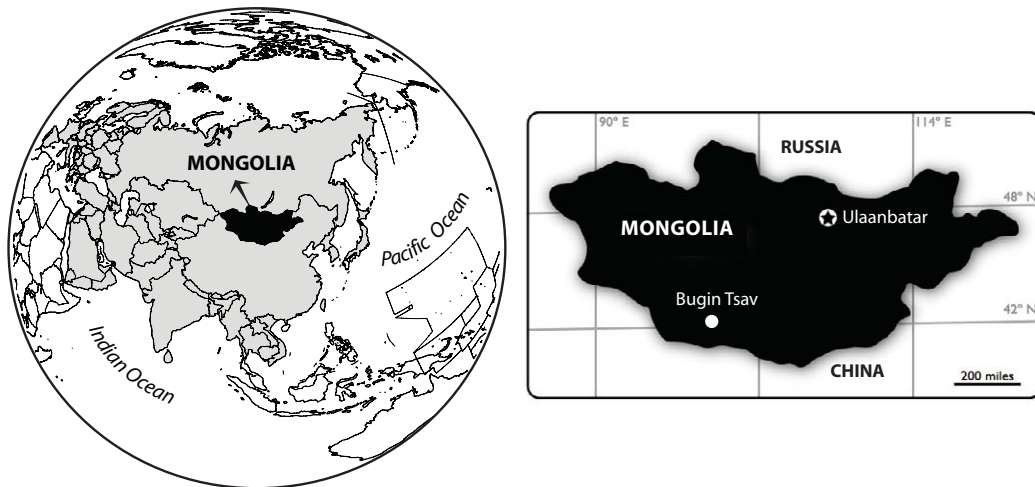 MONGOLIA
Pacific Ocean
Indian Ocean
90° E
114° E
RUSSIA
48° N
Ulaanbatar
MONGOLIA
Bugin Tsav
42° N
CHINA
200 miles